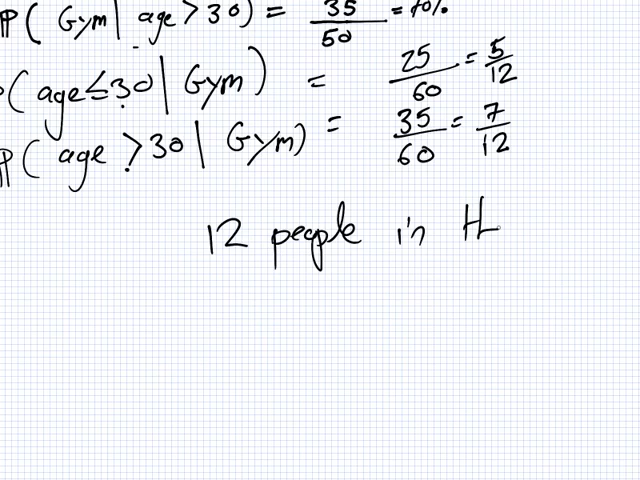 ℙ( Gym | age > 30) = 35/50 = 70%
ℙ( age ≤ 30 | Gym) = 25/60 = 5/12
ℙ( age > 30 | Gym) = 35/60 = 7/12
12 people in